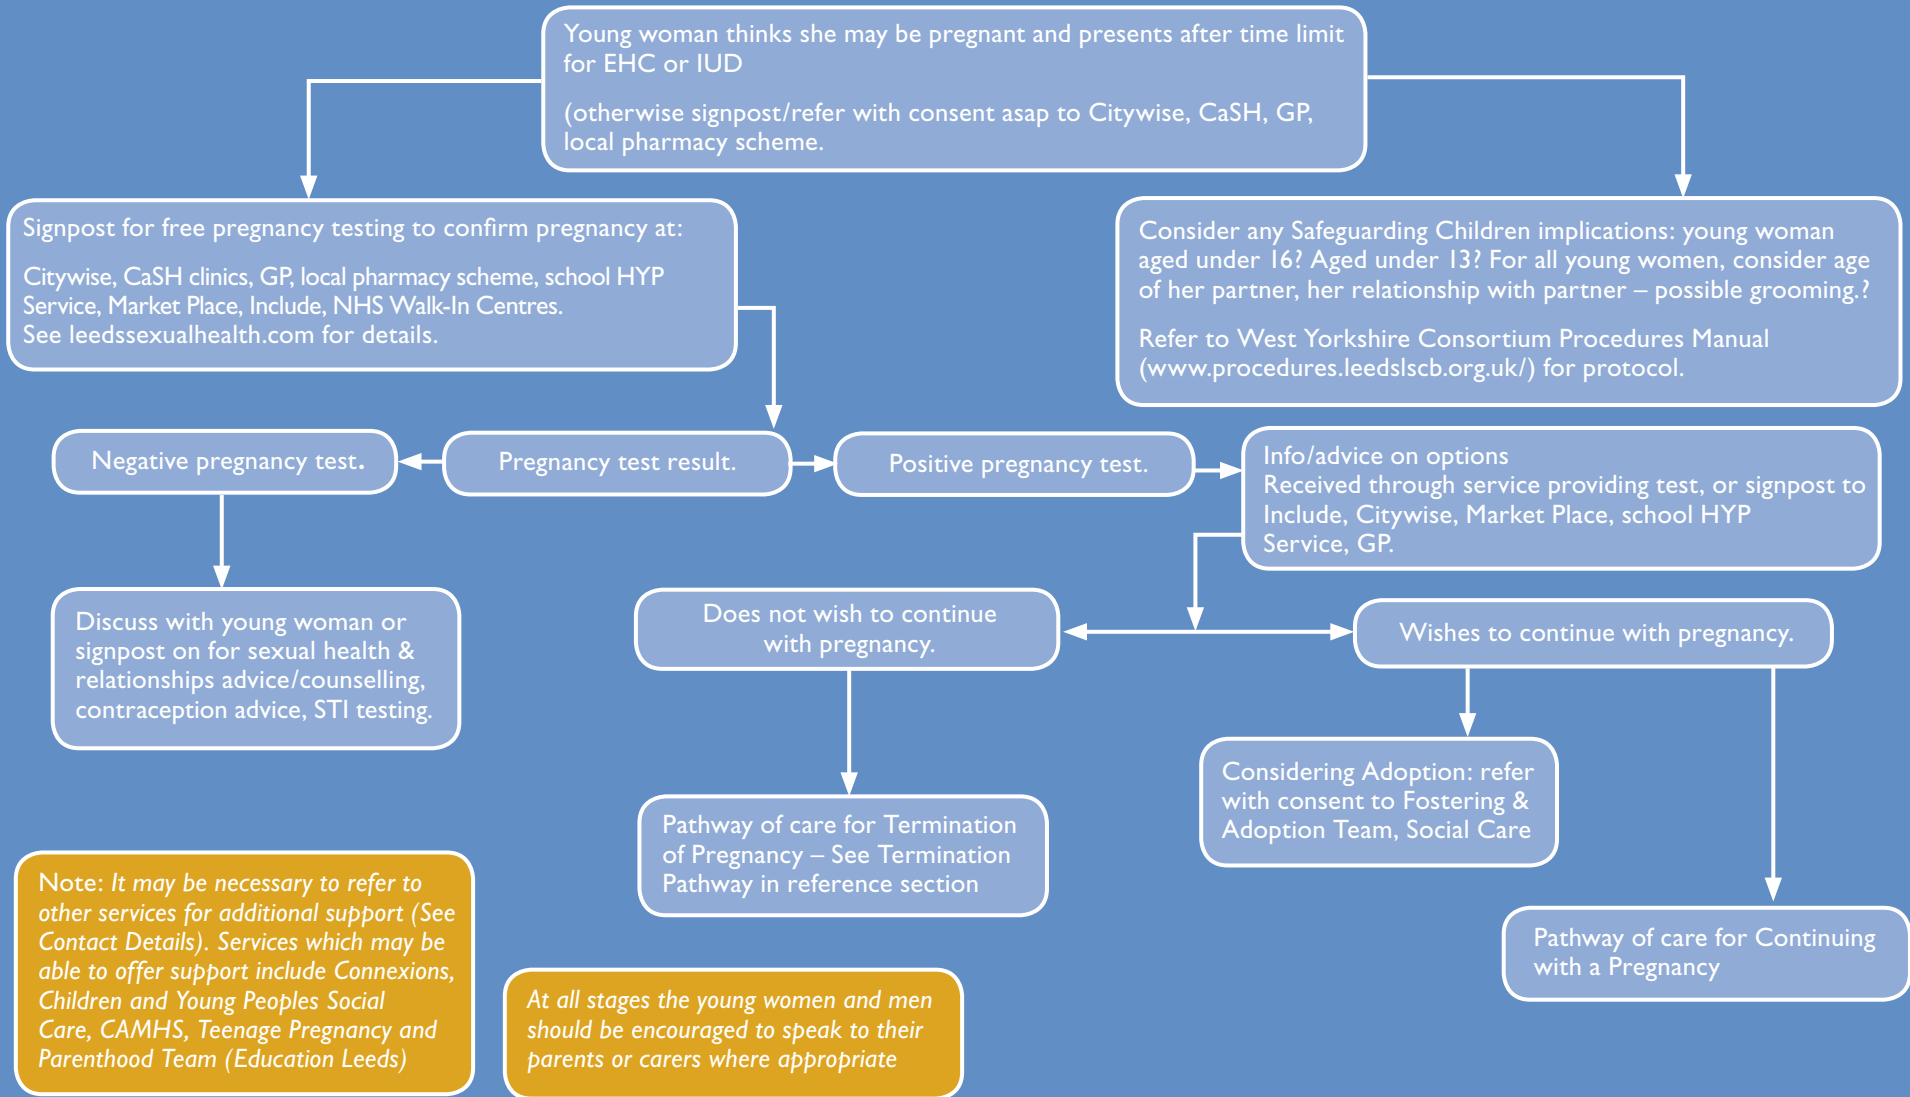 Young woman thinks she may be pregnant and presents after time limit
for EHC or IUD
(otherwise signpost/refer with consent asap to Citywise, CaSH, GP,
local pharmacy scheme.
Signpost for free pregnancy testing to confirm pregnancy at:
Citywise, CaSH clinics, GP, local pharmacy scheme, school HYP
Service, Market Place, Include, NHS Walk-In Centres.
See leedssexualhealth.com for details.
Consider any Safeguarding Children implications: young woman
aged under 16? Aged under 13? For all young women, consider age
of her partner, her relationship with partner – possible grooming.?
Refer to West Yorkshire Consortium Procedures Manual
(www.procedures.leedslscb.org.uk/) for protocol.
Negative pregnancy test.
Pregnancy test result.
Positive pregnancy test.
Info/advice on options
Received through service providing test, or signpost to
Include, Citywise, Market Place, school HYP
Service, GP.
Discuss with young woman or
signpost on for sexual health &
relationships advice/counselling,
contraception advice, STI testing.
Does not wish to continue
with pregnancy.
Wishes to continue with pregnancy.
Considering Adoption: refer
with consent to Fostering &
Adoption Team, Social Care
Pathway of care for Termination
of Pregnancy – See Termination
Pathway in reference section
Pathway of care for Continuing
with a Pregnancy
Note: It may be necessary to refer to
other services for additional support (See
Contact Details). Services which may be
able to offer support include Connexions,
Children and Young Peoples Social
Care, CAMHS, Teenage Pregnancy and
Parenthood Team (Education Leeds)
At all stages the young women and men
should be encouraged to speak to their
parents or carers where appropriate